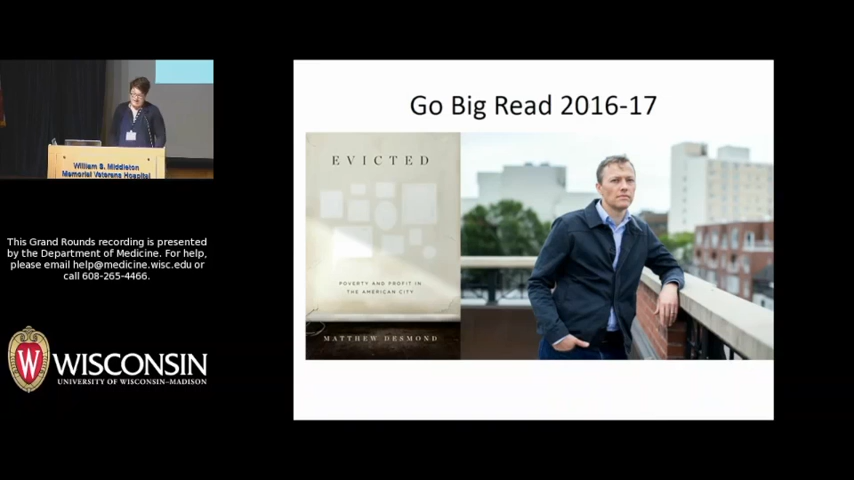 Go Big Read 2016-17
EVICTED
POVERTY AND PROFIT IN
THE AMERICAN CITY
MATTHEW DESMOND
William S. Middleton
Memorial Veterans Hospital
This Grand Rounds recording is presented
by the Department of Medicine. For help,
please email help@medicine.wisc.edu or
call 608-265-4466.
W
WISCONSIN
UNIVERSITY OF WISCONSIN–MADISON